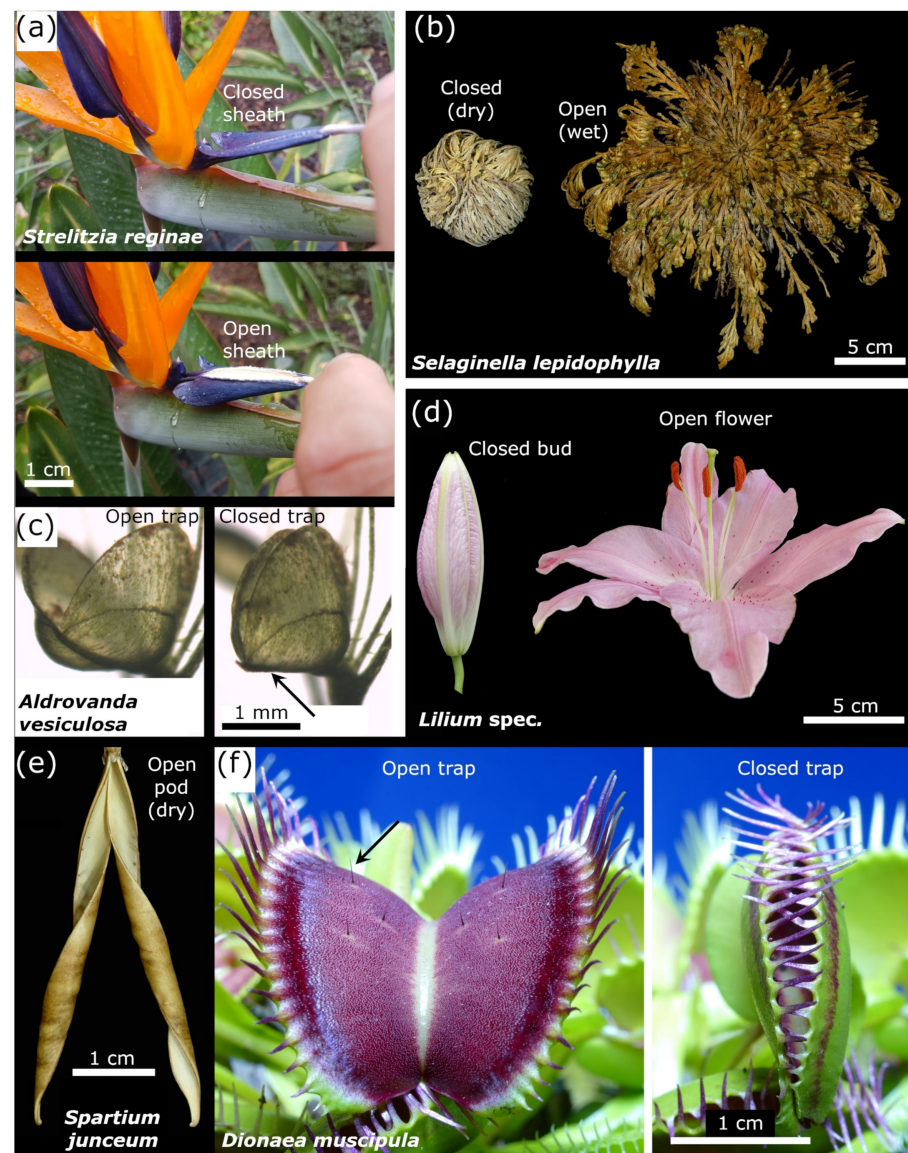 (a)
Closed
sheath
Strelitzia reginae
Open
sheath
1 cm
(b)
Closed
(dry)
Open
(wet)
5 cm
Selaginella lepidophylla
(c)
Open trap
Closed trap
Aldrovanda
vesiculosa
1 mm
(d)
Closed bud
Open flower
Lilium spec.
5 cm
(e)
Open
pod
(dry)
1 cm
Spartium
junceum
(f)
Open trap
Closed trap
Dionaea muscipula
1 cm